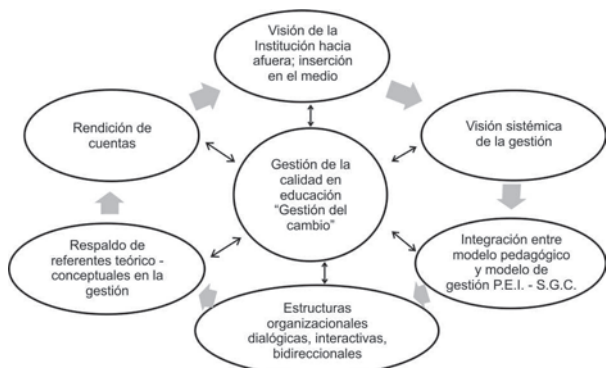 Visión de la
Institución hacia
afuera; inserción
en el medio
Rendición de
cuentas
Visión sistémica
de la gestión
Gestión de la
calidad en
educación
“Gestión del
cambio”
Respaldo de
referentes teórico -
conceptuales en la
gestión
Integración entre
modelo pedagógico
y modelo de
gestión P.E.I. - S.G.C.
Estructuras
organizacionales
dialógicas, interactivas,
bidireccionales